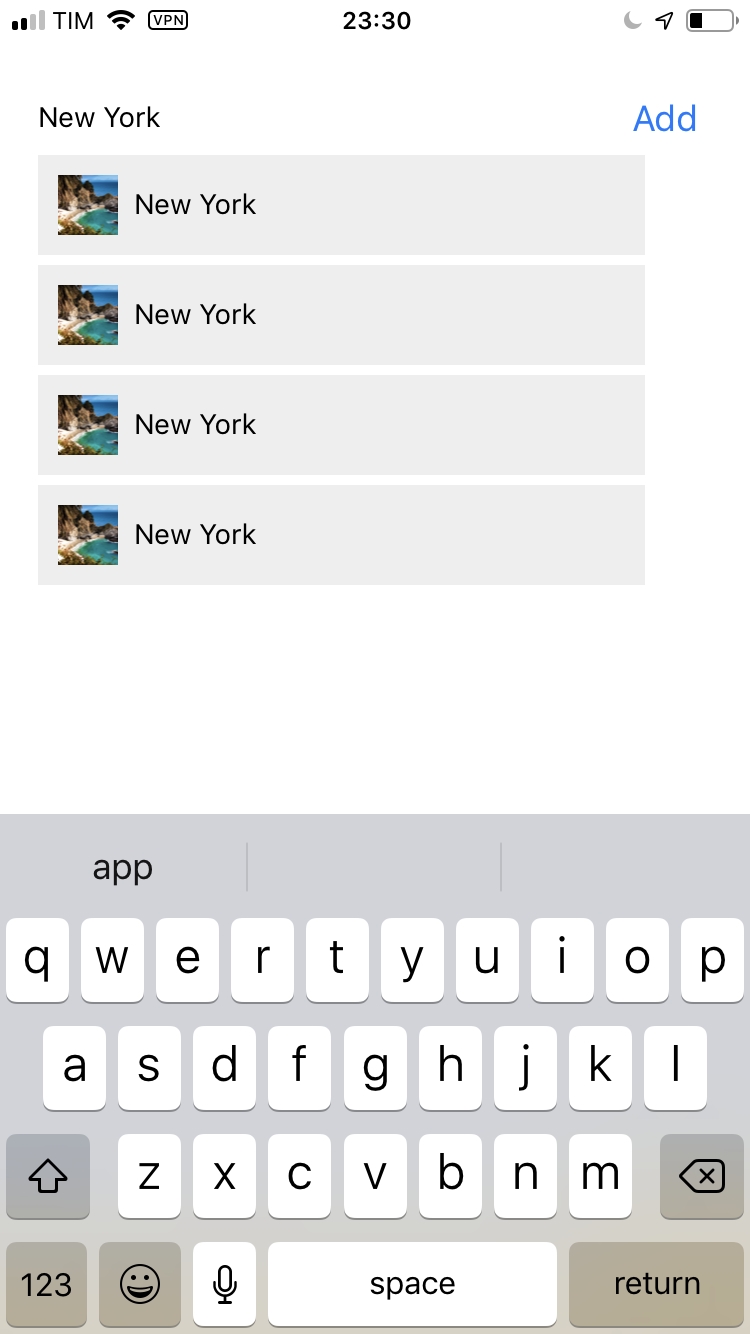 TIM VPN 23:30
New York Add
New York
New York
New York
New York
app
q w e r t y u i o p
a s d f g h j k l
z x c v b n m
123 space return